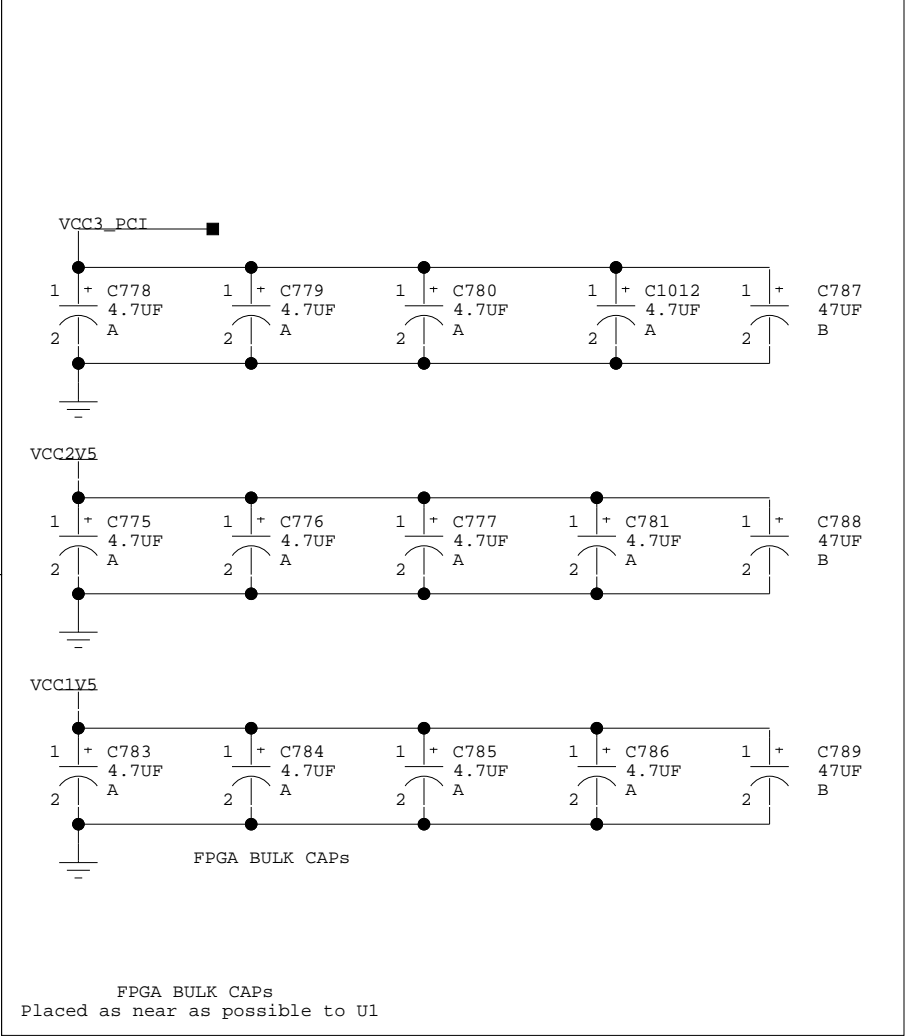 VCC3_PCI
1 + C778 1 + C779 1 + C780 1 + C1012 1 + C787
4.7UF 4.7UF 4.7UF 4.7UF 47UF
2 A 2 A 2 A 2 A 2 B
VCC2V5
1 + C775 1 + C776 1 + C777 1 + C781 1 + C788
4.7UF 4.7UF 4.7UF 4.7UF 47UF
2 A 2 A 2 A 2 A 2 B
VCC1V5
1 + C783 1 + C784 1 + C785 1 + C786 1 + C789
4.7UF 4.7UF 4.7UF 4.7UF 47UF
2 A 2 A 2 A 2 A 2 B
FPGA BULK CAPs
FPGA BULK CAPs
Placed as near as possible to U1